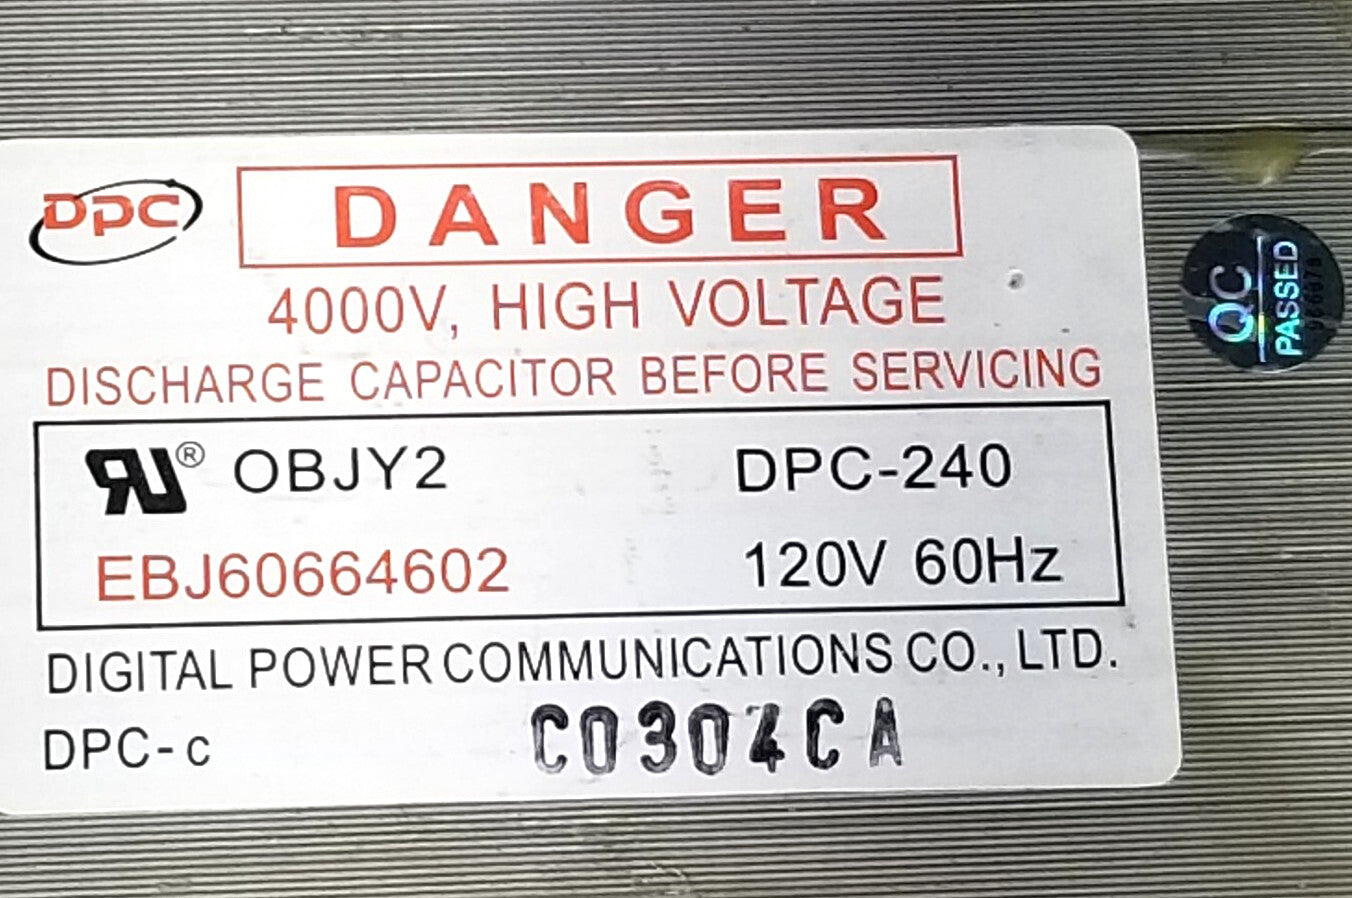 DPC
DANGER
4000V, HIGH VOLTAGE
DISCHARGE CAPACITOR BEFORE SERVICING
RU® OBJY2 DPC-240
EBJ60664602 120V 60Hz
DIGITAL POWER COMMUNICATIONS CO., LTD.
DPC-c C0304CA
QC
PASSED